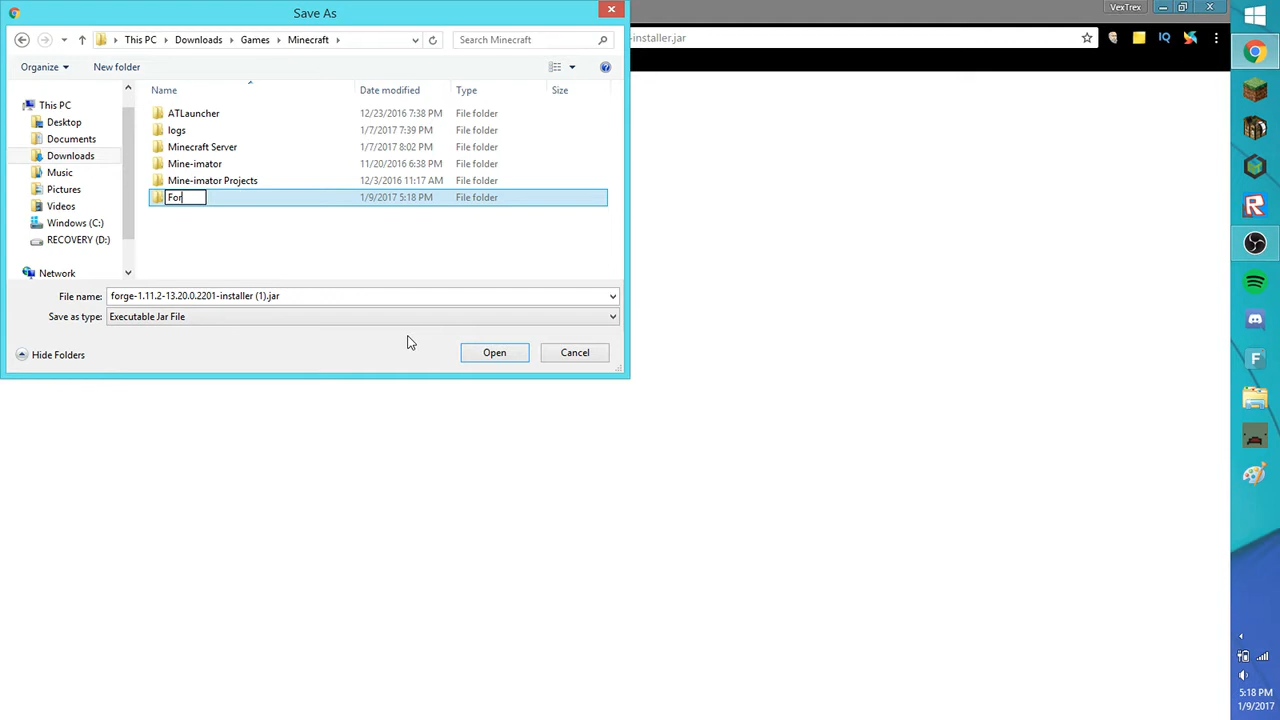 Save As
VexTrex
This PC Downloads Games Minecraft
Search Minecraft
-installer.jar
Organize New folder
Name Date modified Type Size
This PC
Desktop
Documents
Downloads
Music
Pictures
Videos
Windows (C:)
RECOVERY (D:)
Network
ATLauncher 12/23/2016 7:38 PM File folder
logs 1/7/2017 7:39 PM File folder
Minecraft Server 1/7/2017 8:02 PM File folder
Mine-imator 11/20/2016 6:38 PM File folder
Mine-imator Projects 12/3/2016 11:17 AM File folder
For 1/9/2017 5:18 PM File folder
File name: forge-1.11.2-13.20.0.2201-installer (1).jar
Save as type: Executable Jar File
Hide Folders Open Cancel
IQ
F
5:18 PM
1/9/2017